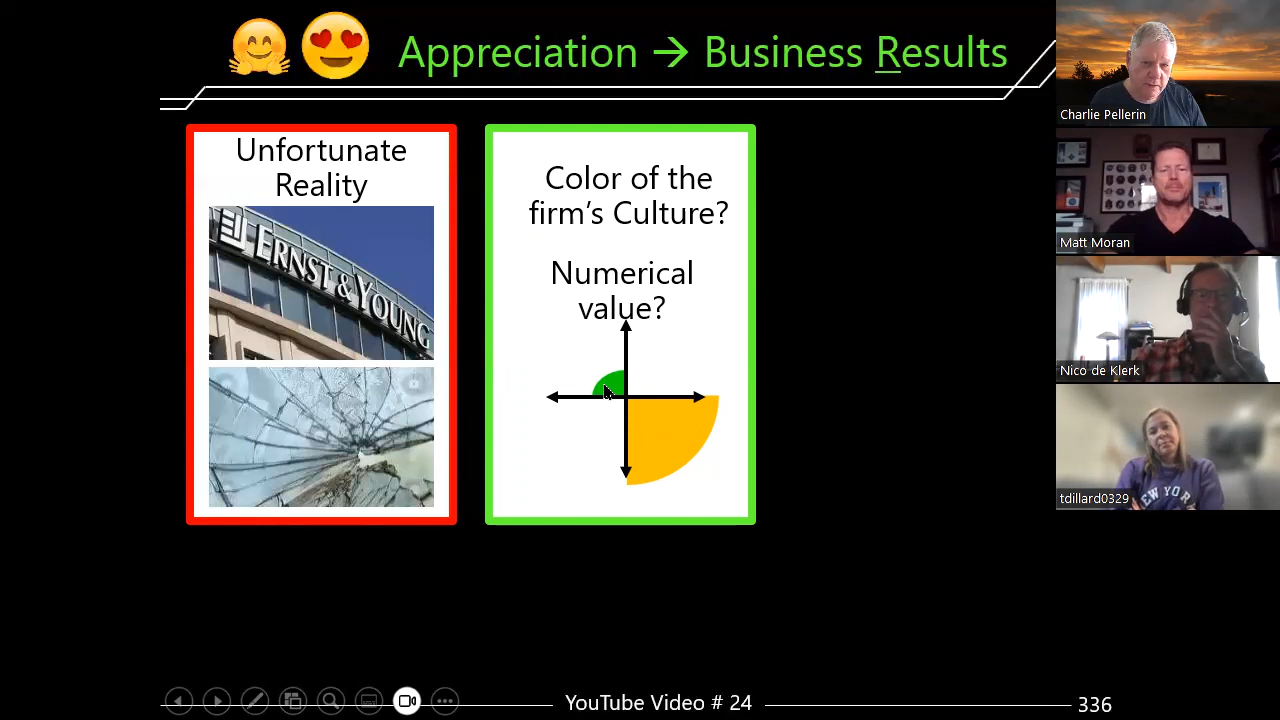 Appreciation → Business Results
Unfortunate
Reality
ERNST & YOUNG
Color of the
firm's Culture?
Numerical
value?
YouTube Video # 24
336
Charlie Pellerin
Matt Moran
Nico de Klerk
tdillard0329
NEW YOR